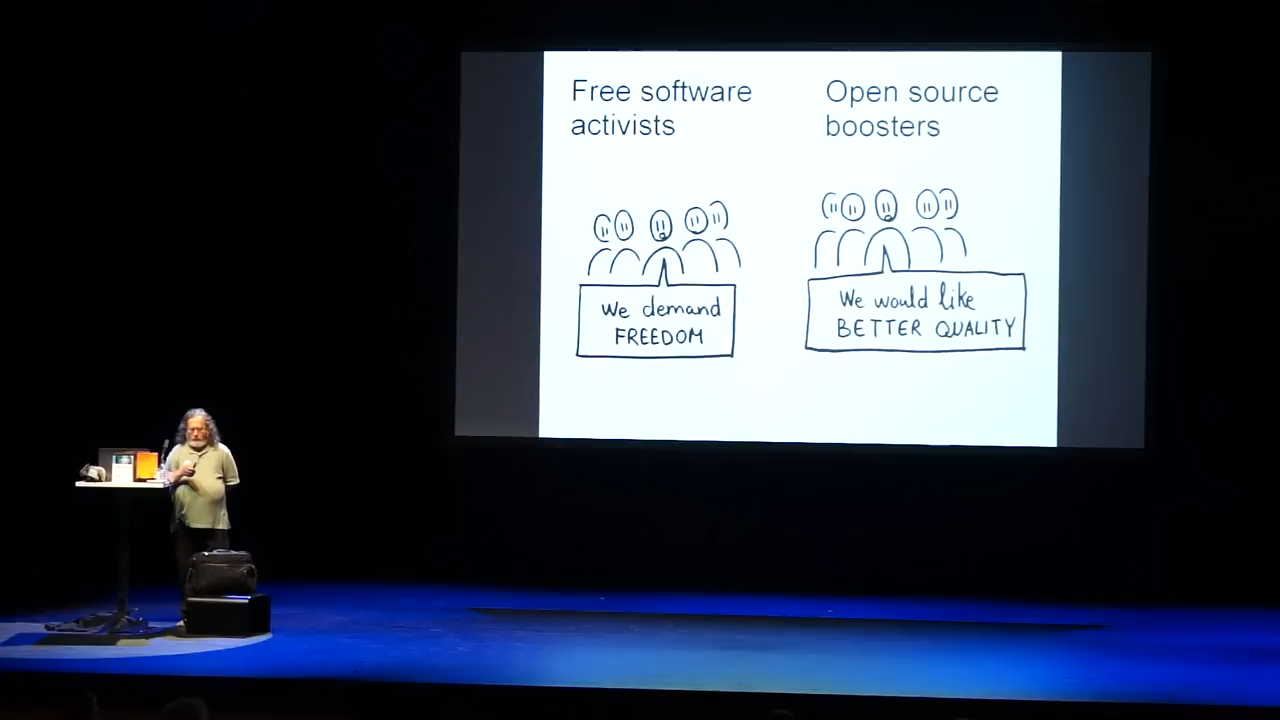 Free software
activists
We demand
FREEDOM
Open source
boosters
We would like
BETTER QUALITY